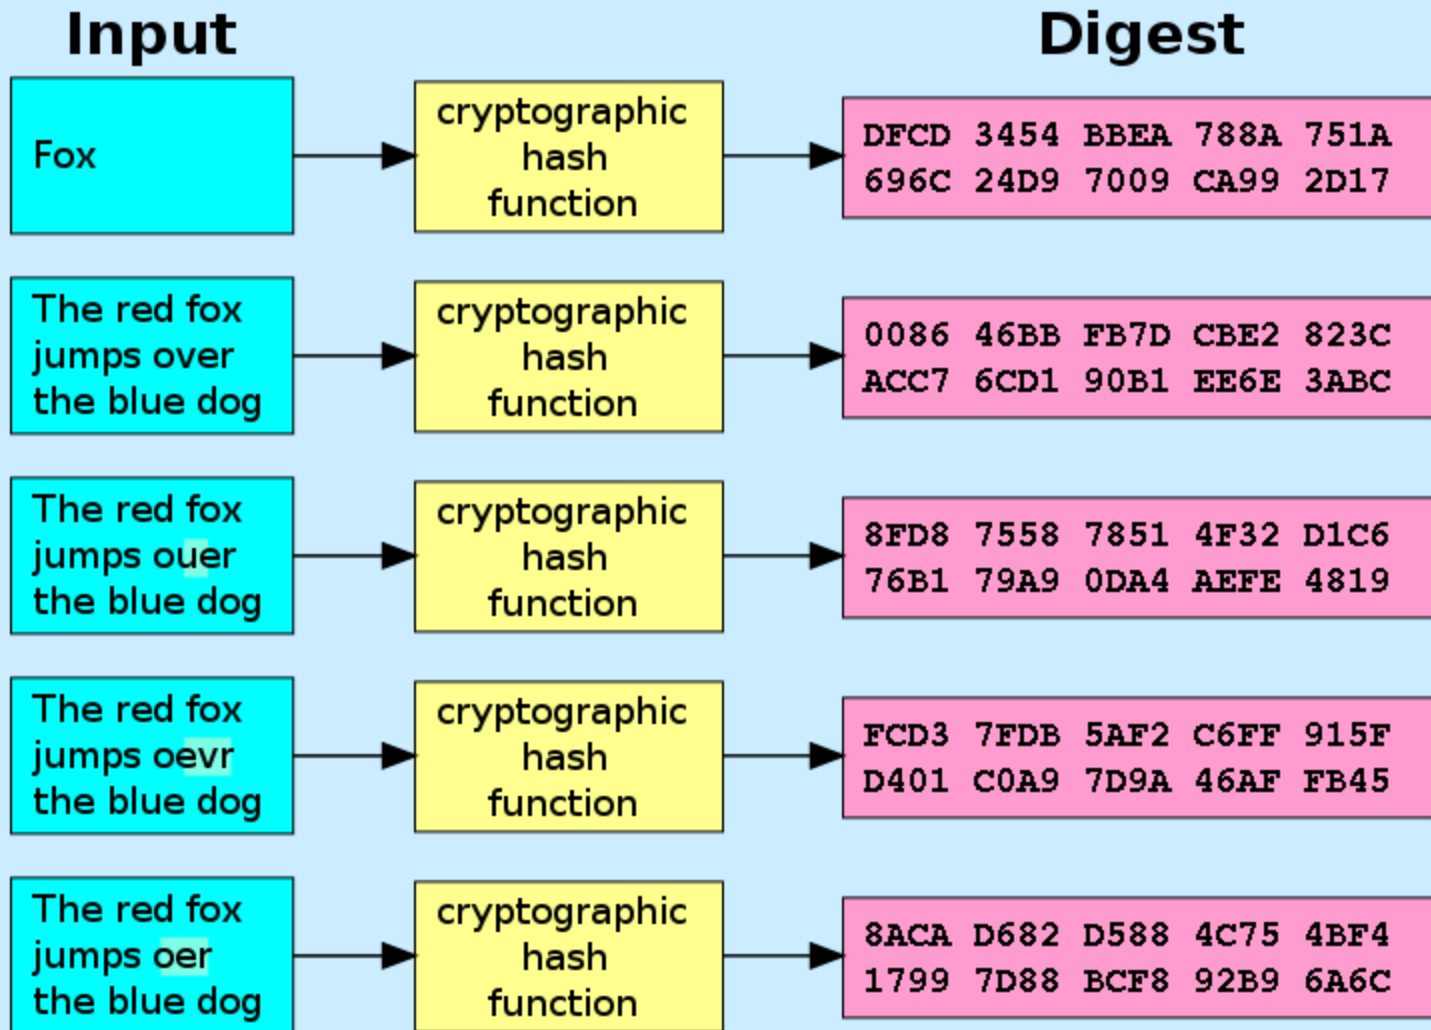 Input
Digest
Fox
cryptographic
hash
function
DFCD 3454 BBEA 788A 751A
696C 24D9 7009 CA99 2D17
The red fox
jumps over
the blue dog
cryptographic
hash
function
0086 46BB FB7D CBE2 823C
ACC7 6CD1 90B1 EE6E 3ABC
The red fox
jumps ouer
the blue dog
cryptographic
hash
function
8FD8 7558 7851 4F32 D1C6
76B1 79A9 0DA4 AEFE 4819
The red fox
jumps oevr
the blue dog
cryptographic
hash
function
FCD3 7FDB 5AF2 C6FF 915F
D401 C0A9 7D9A 46AF FB45
The red fox
jumps oer
the blue dog
cryptographic
hash
function
8ACA D682 D588 4C75 4BF4
1799 7D88 BCF8 92B9 6A6C